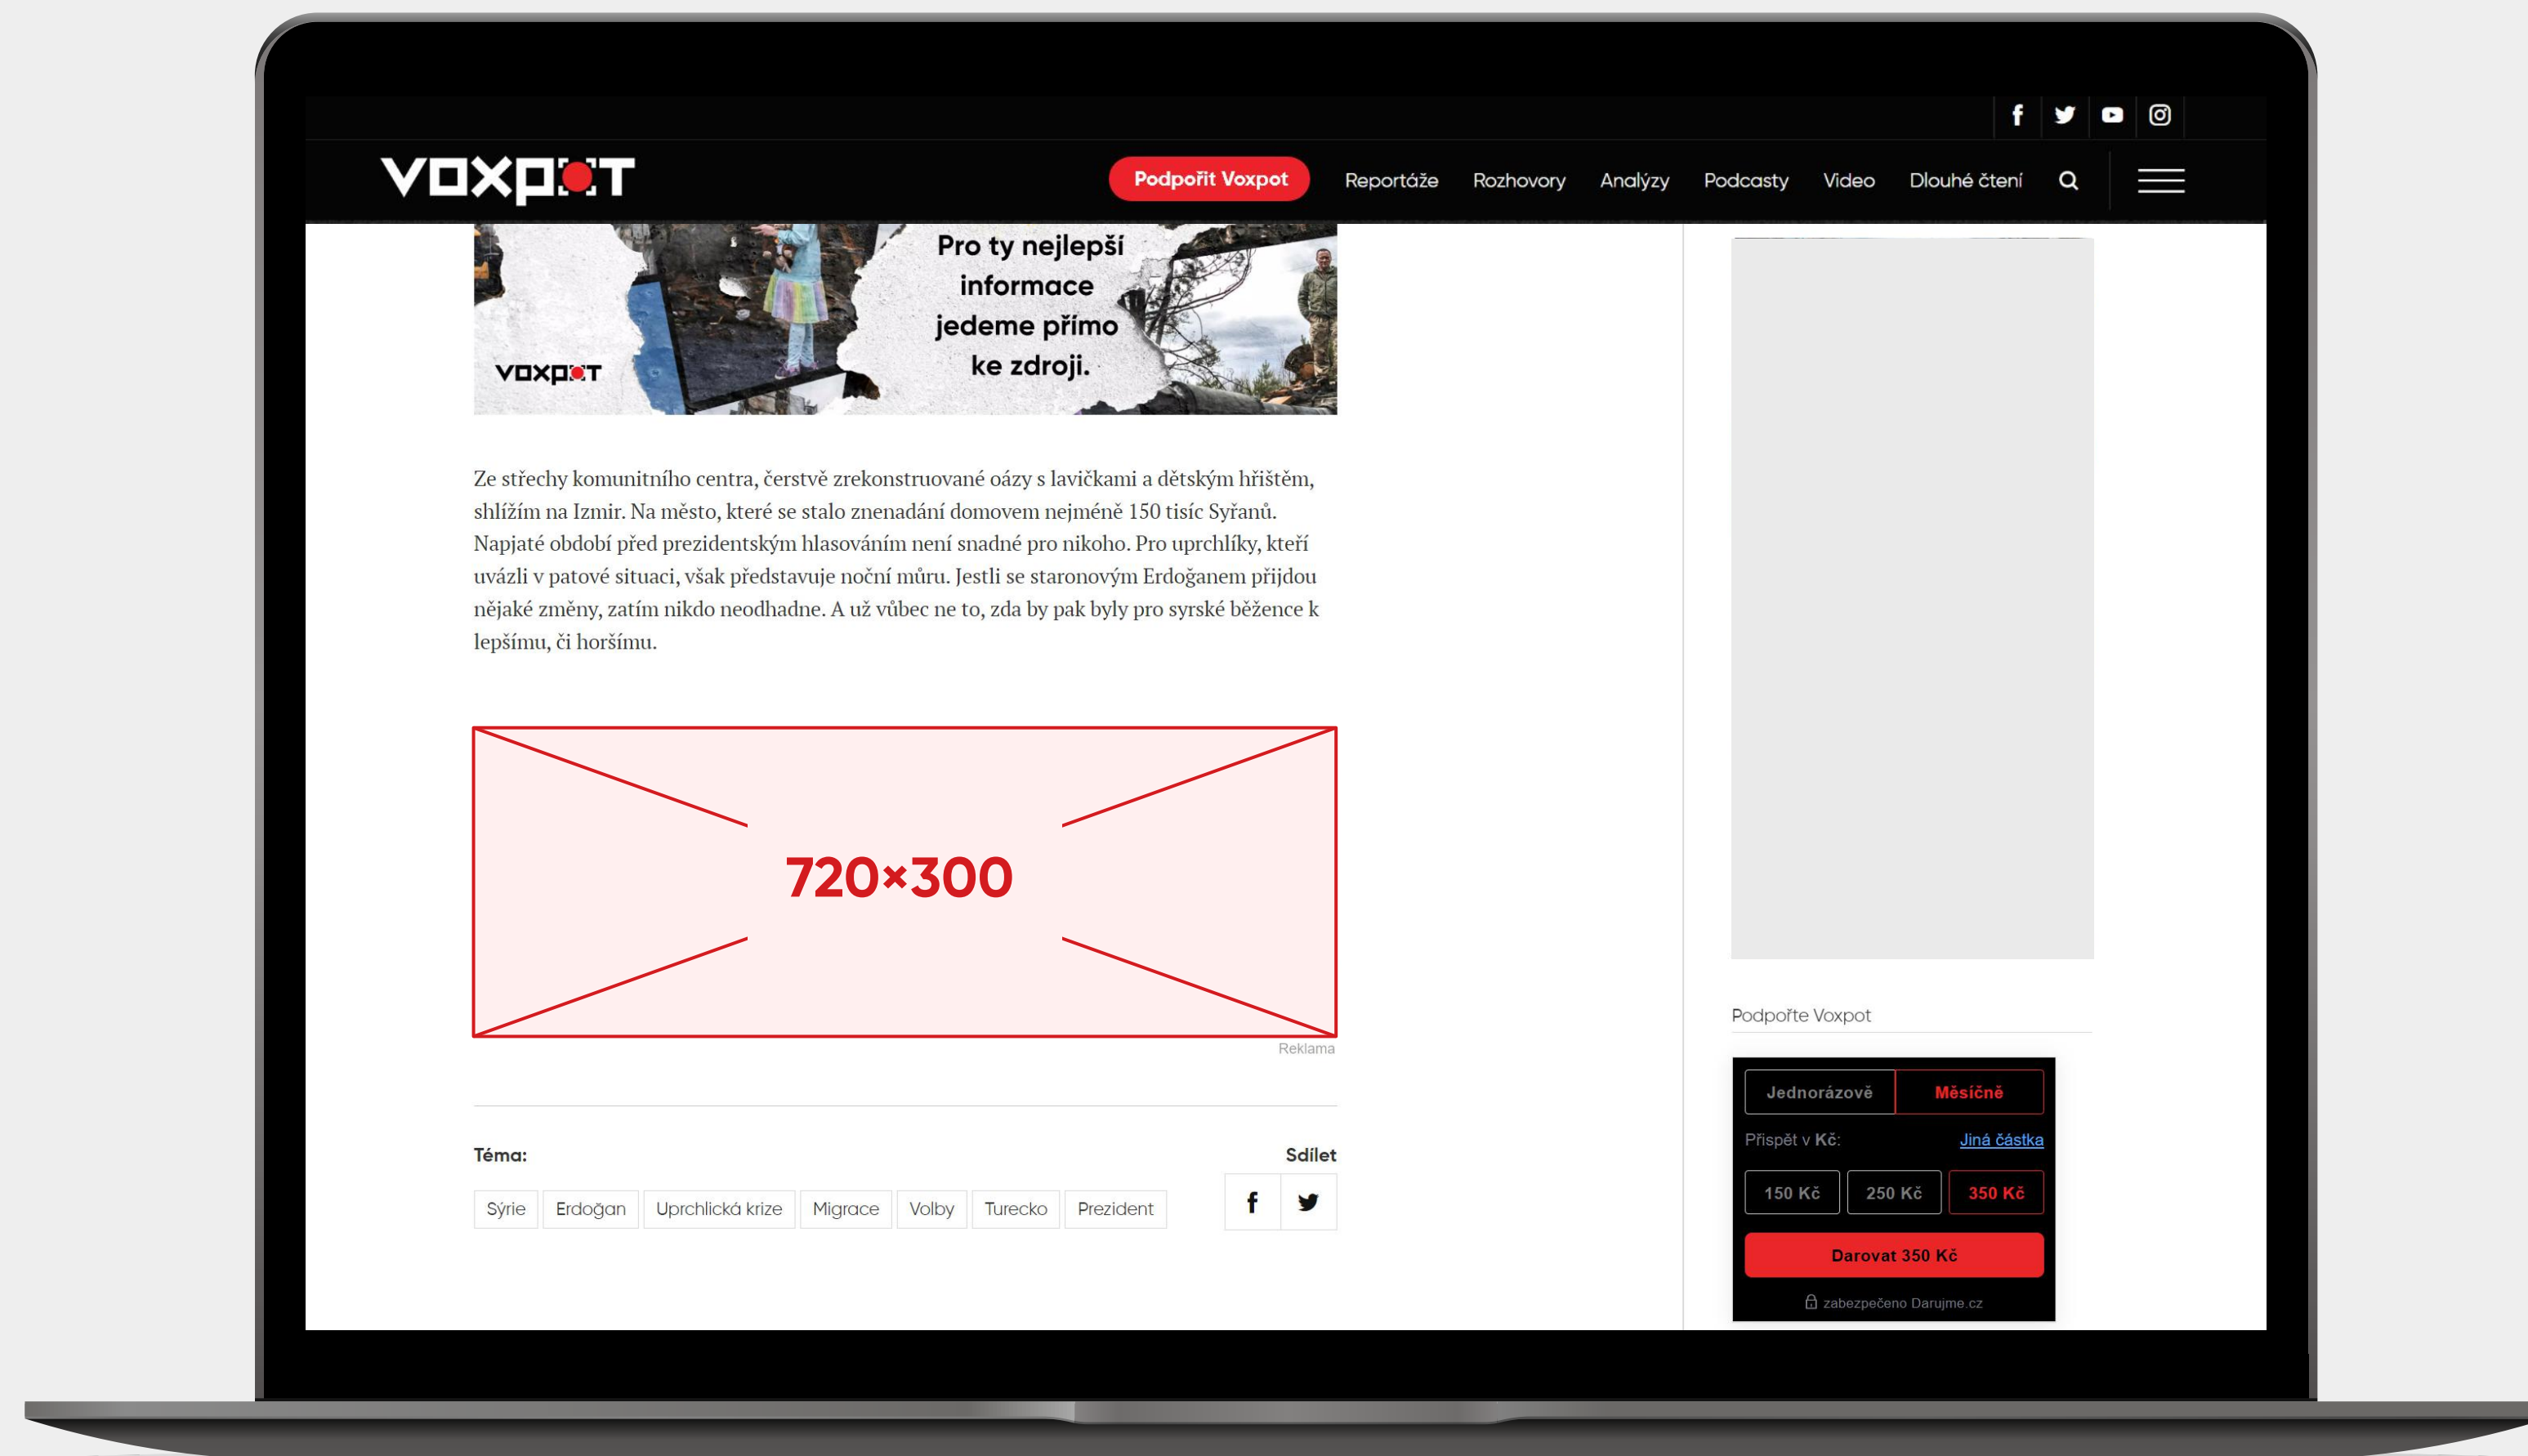 VOXPOT
Podpořit Voxpot
Reportáže
Rozhovory
Analýzy
Podcasty
Video
Dlouhé čtení
Pro ty nejlepší
informace
jedeme přímo
ke zdroji.
VOXPOT
Ze střechy komunitního centra, čerstvě zrekonstruované oázy s lavičkami a dětským hřištěm,
shlížím na Izmir. Na město, které se stalo znenadání domovem nejméně 150 tisíc Syřanů.
Napjaté období před prezidentským hlasováním není snadné pro nikoho. Pro uprchlíky, kteří
uvázli v patové situaci, však představuje noční můru. Jestli se staronovým Erdoğanem přijdou
nějaké změny, zatím nikdo neodhadne. A už vůbec ne to, zda by pak byly pro syrské běžence k
lepšímu, či horšímu.
720×300
Reklama
Téma:
Sdílet
Sýrie
Erdoğan
Uprchlická krize
Migrace
Volby
Turecko
Prezident
Podpořte Voxpot
Jednorázově
Měsíčně
Přispět v Kč:
Jiná částka
150 Kč
250 Kč
350 Kč
Darovat 350 Kč
zabezpečeno Darujme.cz